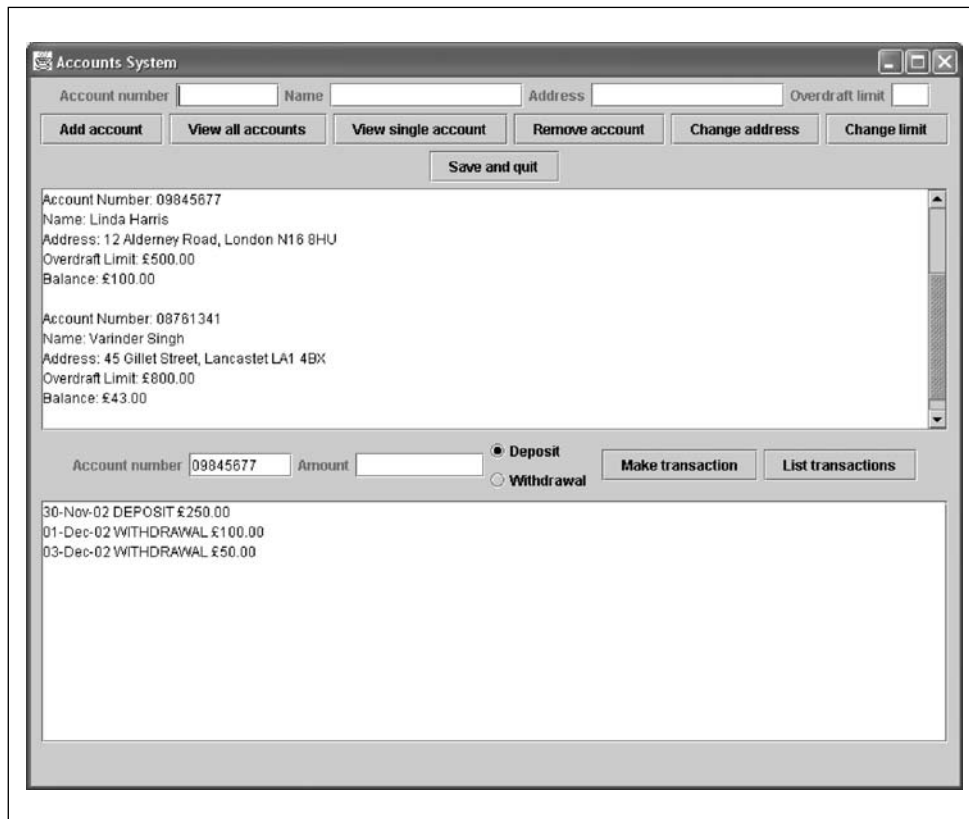 Accounts System
Account number Name Address Overdraft limit
Add account View all accounts View single account Remove account Change address Change limit
Save and quit
Account Number: 09845677
Name: Linda Harris
Address: 12 Alderney Road, London N16 8HU
Overdraft Limit: £500.00
Balance: £100.00
Account Number: 08761341
Name: Varinder Singh
Address: 45 Gillet Street, Lancastet LA1 4BX
Overdraft Limit: £800.00
Balance: £43.00
Account number 09845677 Amount Deposit Withdrawal Make transaction List transactions
30-Nov-02 DEPOSIT £250.00
01-Dec-02 WITHDRAWAL £100.00
03-Dec-02 WITHDRAWAL £50.00